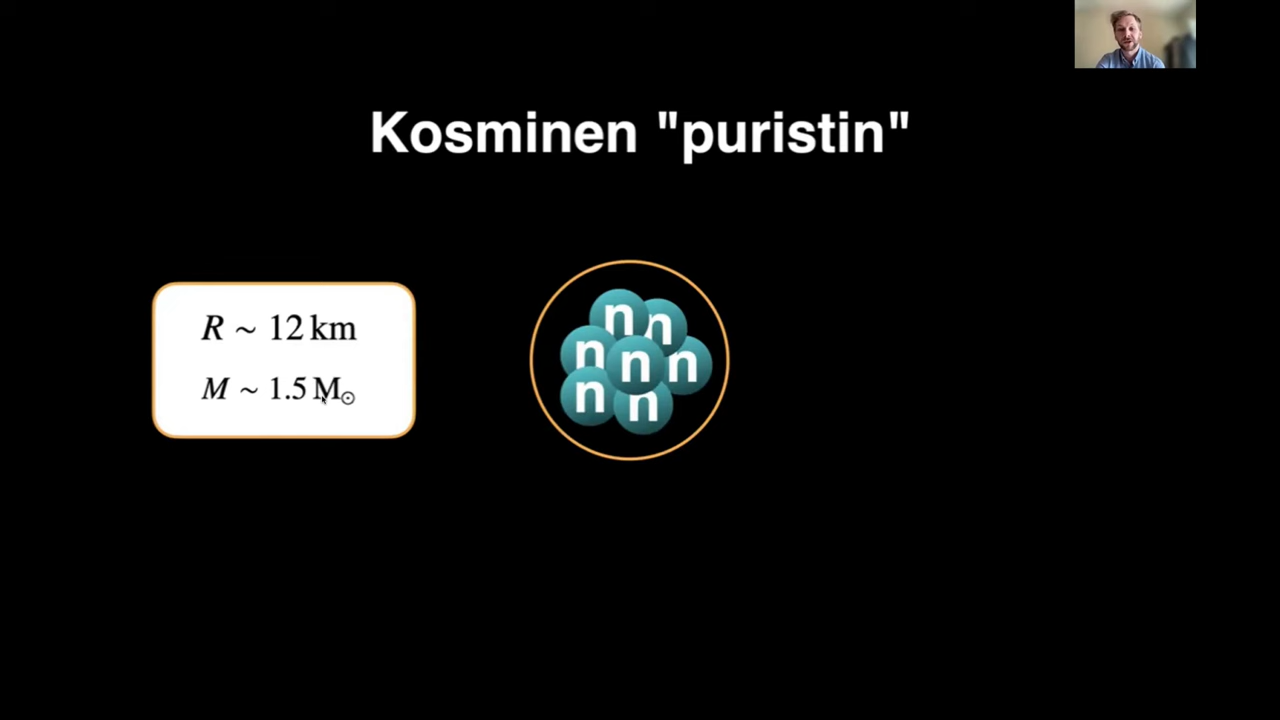 Kosminen "puristin"
R ~ 12 km
M ~ 1.5 M☉
n n
n n n
n n